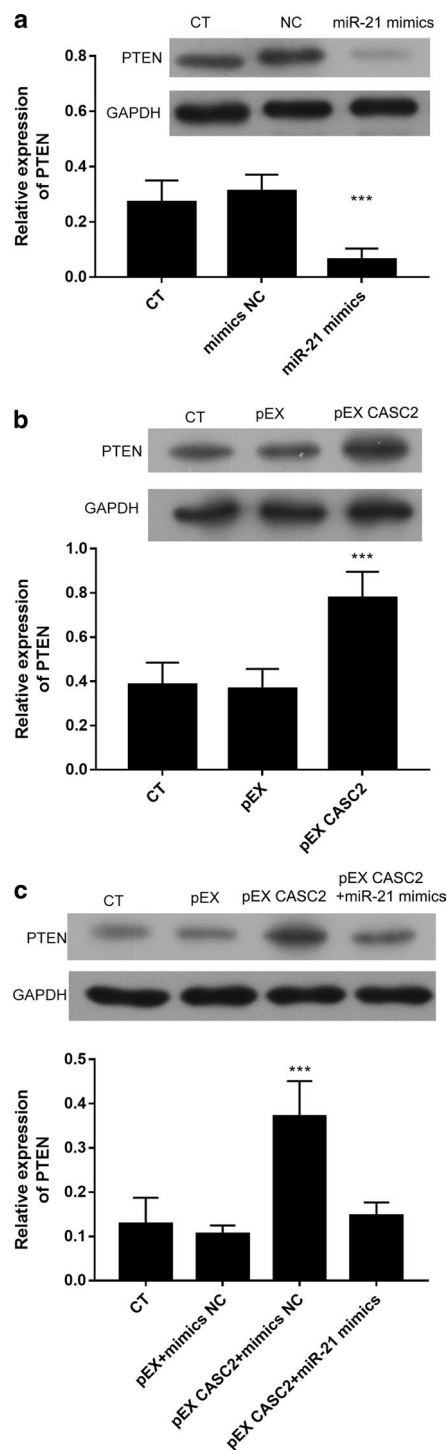 a
CT NC miR-21 mimics
PTEN
GAPDH
Relative expression
of PTEN
0.8
0.6
0.4
0.2
0.0
***
CT
mimics NC
miR-21 mimics
b
CT pEX pEX CASC2
PTEN
GAPDH
Relative expression
of PTEN
1.0
0.8
0.6
0.4
0.2
0.0
***
CT
pEX
pEX CASC2
c
CT pEX pEX CASC2 pEX CASC2
+miR-21 mimics
PTEN
GAPDH
Relative expression
of PTEN
0.5
0.4
0.3
0.2
0.1
0.0
***
CT
pEX+mimics NC
pEX CASC2+mimics NC
pEX CASC2+miR-21 mimics